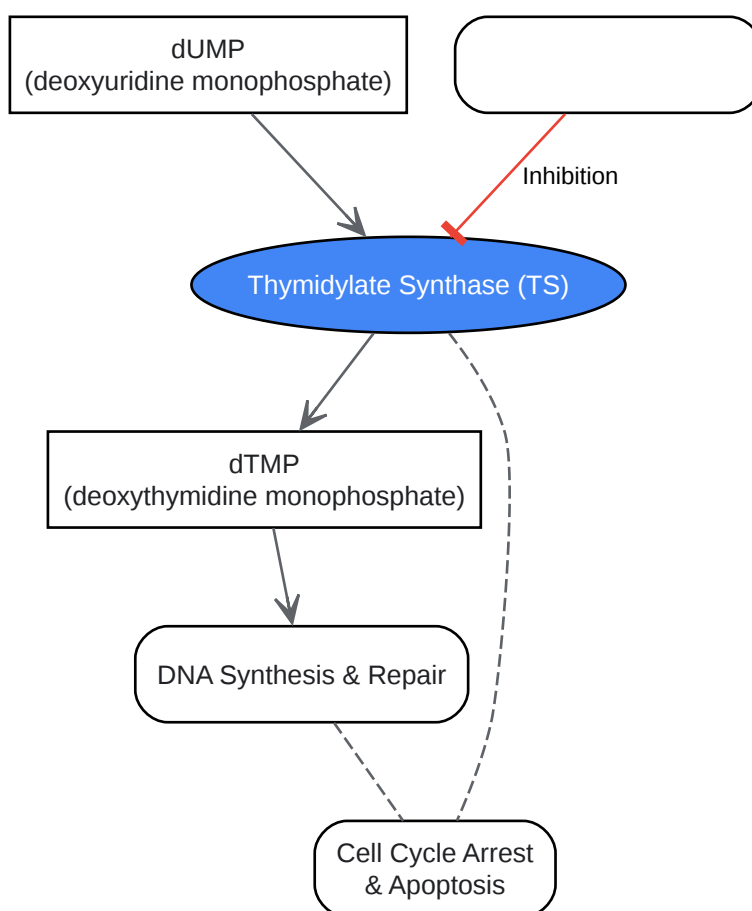 dUMP
(deoxyuridine monophosphate)
Inhibition
Thymidylate Synthase (TS)
dTMP
(deoxythymidine monophosphate)
DNA Synthesis & Repair
Cell Cycle Arrest
& Apoptosis